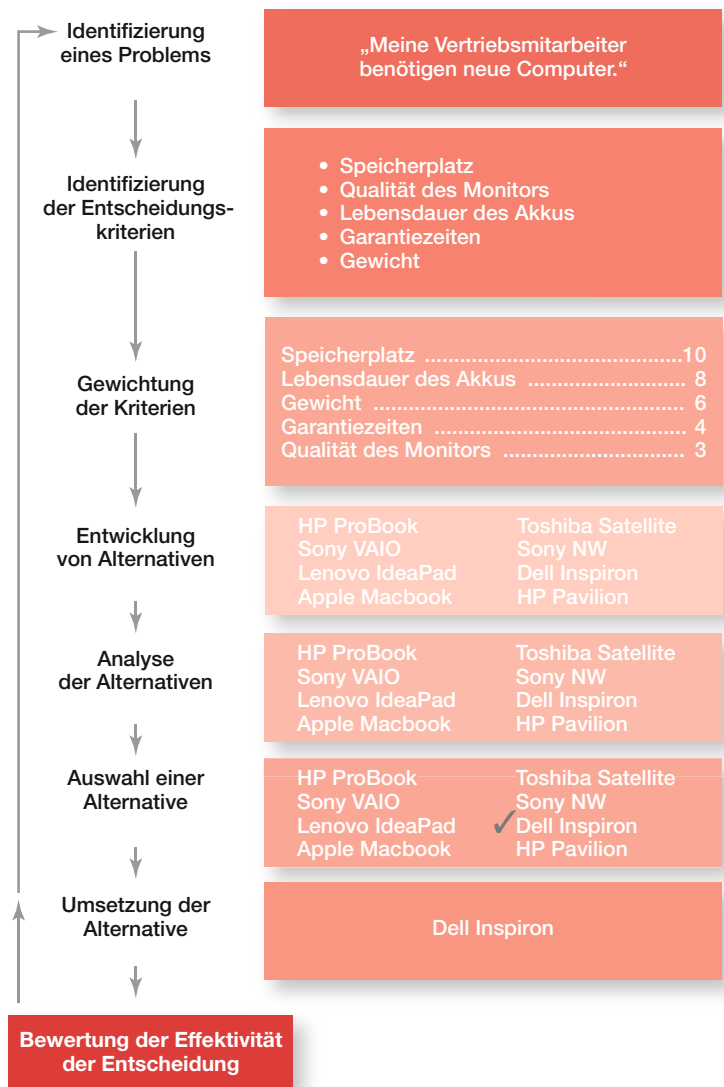 Identifizierung
eines Problems
„Meine Vertriebsmitarbeiter
benötigen neue Computer.“
Identifizierung
der Entscheidungs-
kriterien
• Speicherplatz
• Qualität des Monitors
• Lebensdauer des Akkus
• Garantiezeiten
• Gewicht
Gewichtung
der Kriterien
Speicherplatz ............................................10
Lebensdauer des Akkus ........................... 8
Gewicht ..................................................... 6
Garantiezeiten ........................................... 4
Qualität des Monitors ............................... 3
Entwicklung
von Alternativen
HP ProBook Toshiba Satellite
Sony VAIO Sony NW
Lenovo IdeaPad Dell Inspiron
Apple Macbook HP Pavilion
Analyse
der Alternativen
HP ProBook Toshiba Satellite
Sony VAIO Sony NW
Lenovo IdeaPad Dell Inspiron
Apple Macbook HP Pavilion
Auswahl einer
Alternative
HP ProBook Toshiba Satellite
Sony VAIO Sony NW
Lenovo IdeaPad ✓ Dell Inspiron
Apple Macbook HP Pavilion
Umsetzung der
Alternative
Dell Inspiron
Bewertung der Effektivität
der Entscheidung